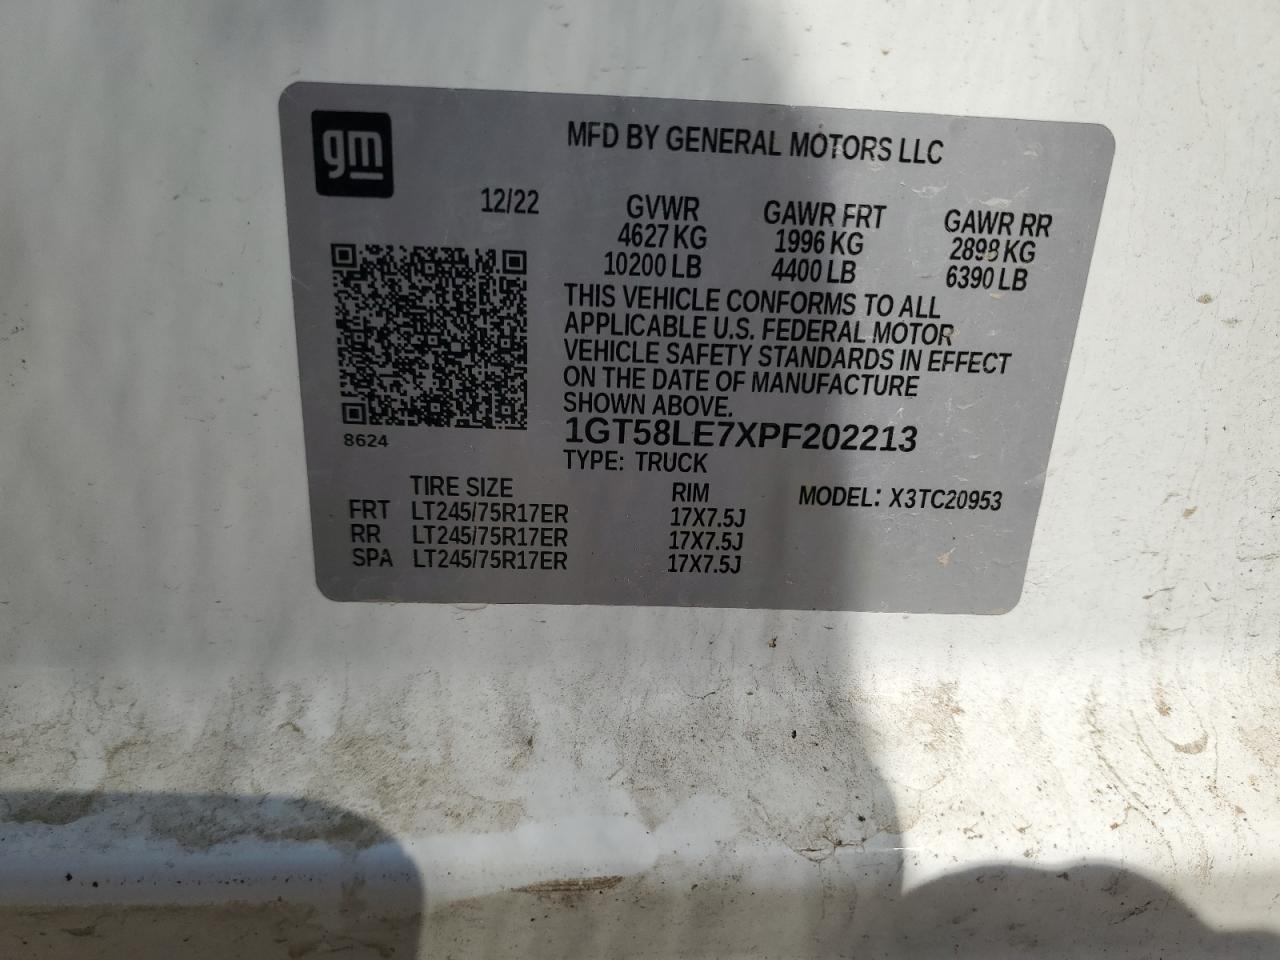 gm
MFD BY GENERAL MOTORS LLC
12/22
GVWR
4627 KG
10200 LB
GAWR FRT
1996 KG
4400 LB
GAWR RR
2898 KG
6390 LB
THIS VEHICLE CONFORMS TO ALL
APPLICABLE U.S. FEDERAL MOTOR
VEHICLE SAFETY STANDARDS IN EFFECT
ON THE DATE OF MANUFACTURE
SHOWN ABOVE.
8624
1GT58LE7XPF202213
TYPE: TRUCK
TIRE SIZE RIM MODEL: X3TC20953
FRT LT245/75R17ER 17X7.5J
RR LT245/75R17ER 17X7.5J
SPA LT245/75R17ER 17X7.5J